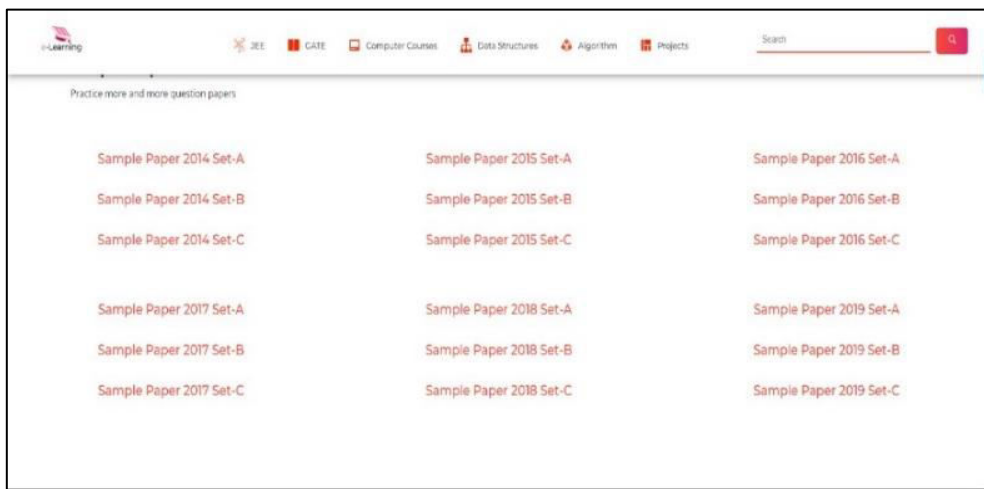 e-Learning
JEE GATE Computer Courses Data Structures Algorithm Projects Search
Practice more and more question papers
Sample Paper 2014 Set-A Sample Paper 2015 Set-A Sample Paper 2016 Set-A
Sample Paper 2014 Set-B Sample Paper 2015 Set-B Sample Paper 2016 Set-B
Sample Paper 2014 Set-C Sample Paper 2015 Set-C Sample Paper 2016 Set-C
Sample Paper 2017 Set-A Sample Paper 2018 Set-A Sample Paper 2019 Set-A
Sample Paper 2017 Set-B Sample Paper 2018 Set-B Sample Paper 2019 Set-B
Sample Paper 2017 Set-C Sample Paper 2018 Set-C Sample Paper 2019 Set-C